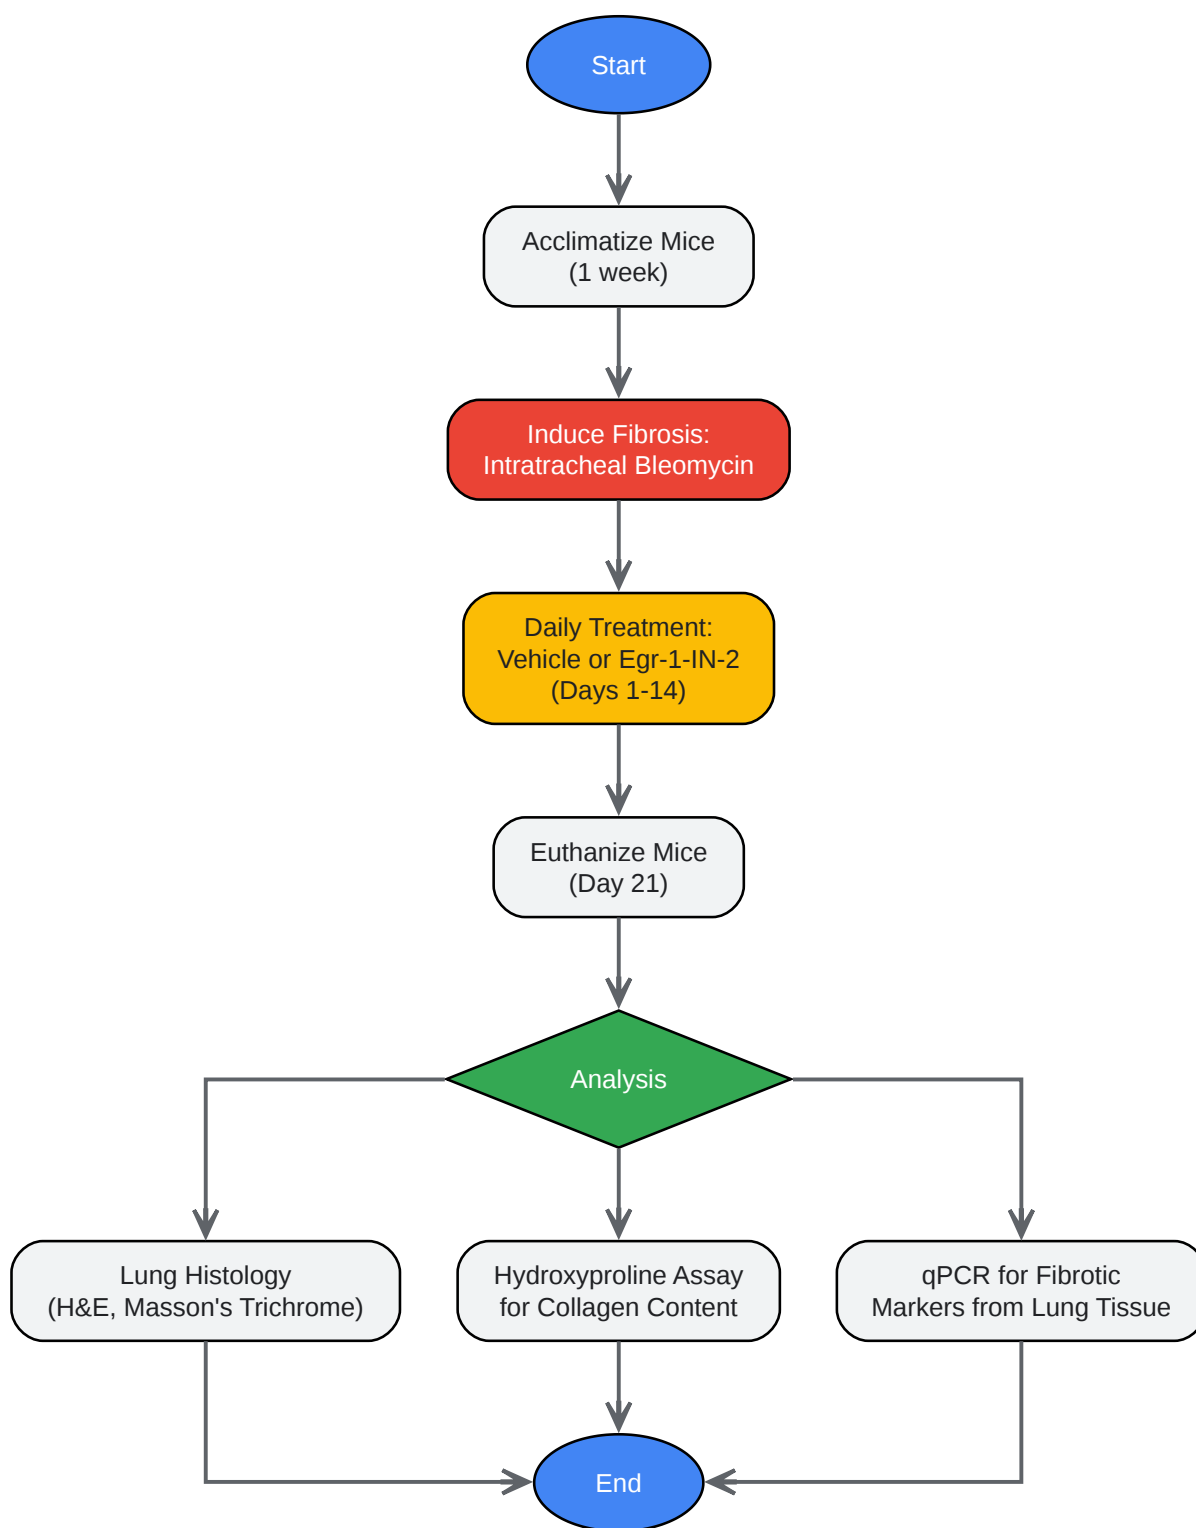 Start
Acclimatize Mice
(1 week)
Induce Fibrosis:
Intratracheal Bleomycin
Daily Treatment:
Vehicle or Egr-1-IN-2
(Days 1-14)
Euthanize Mice
(Day 21)
Analysis
Lung Histology
(H&E, Masson's Trichrome)
Hydroxyproline Assay
for Collagen Content
qPCR for Fibrotic
Markers from Lung Tissue
End